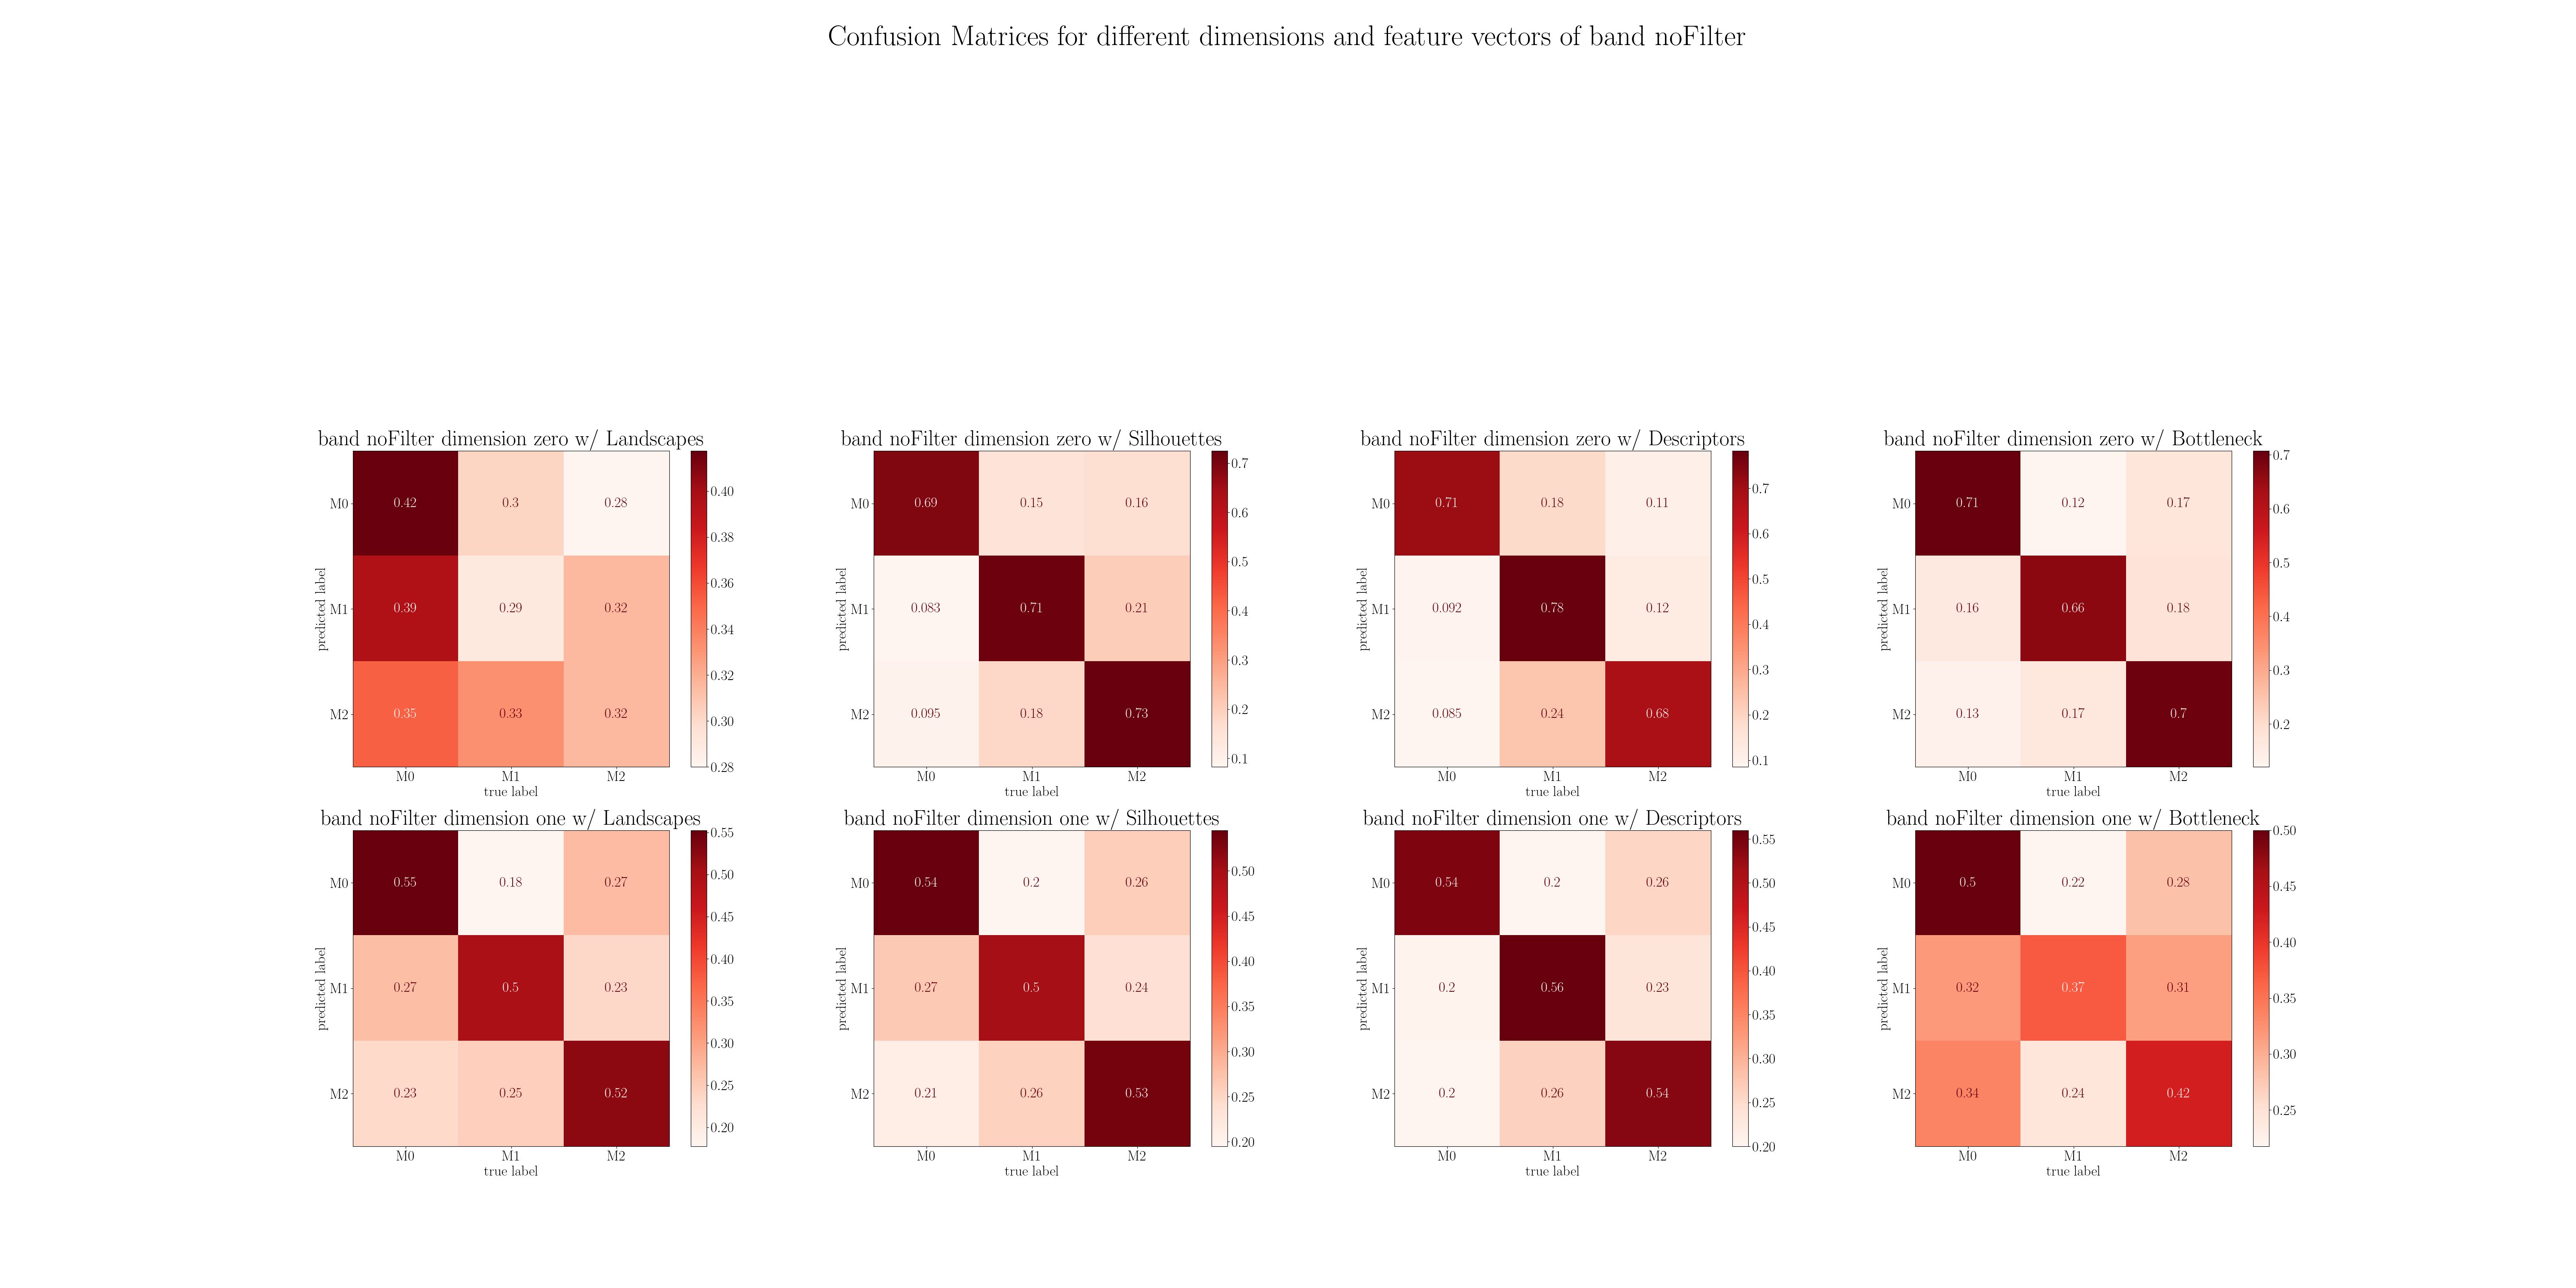 Confusion Matrices for different dimensions and feature vectors of band noFilter
band noFilter dimension zero w/ Landscapes
predicted label
M0
0.42
0.3
0.28
M1
0.39
0.29
0.32
M2
0.35
0.33
0.32
M0
M1
M2
true label
0.40
0.38
0.36
0.34
0.32
0.30
0.28
band noFilter dimension zero w/ Silhouettes
predicted label
M0
0.69
0.15
0.16
M1
0.083
0.71
0.21
M2
0.095
0.18
0.73
M0
M1
M2
true label
0.7
0.6
0.5
0.4
0.3
0.2
0.1
band noFilter dimension zero w/ Descriptors
predicted label
M0
0.71
0.18
0.11
M1
0.092
0.78
0.12
M2
0.085
0.24
0.68
M0
M1
M2
true label
0.7
0.6
0.5
0.4
0.3
0.2
0.1
band noFilter dimension zero w/ Bottleneck
predicted label
M0
0.71
0.12
0.17
M1
0.16
0.66
0.18
M2
0.13
0.17
0.7
M0
M1
M2
true label
0.7
0.6
0.5
0.4
0.3
0.2
band noFilter dimension one w/ Landscapes
predicted label
M0
0.55
0.18
0.27
M1
0.27
0.5
0.23
M2
0.23
0.25
0.52
M0
M1
M2
true label
0.55
0.50
0.45
0.40
0.35
0.30
0.25
0.20
band noFilter dimension one w/ Silhouettes
predicted label
M0
0.54
0.2
0.26
M1
0.27
0.5
0.24
M2
0.21
0.26
0.53
M0
M1
M2
true label
0.50
0.45
0.40
0.35
0.30
0.25
0.20
band noFilter dimension one w/ Descriptors
predicted label
M0
0.54
0.2
0.26
M1
0.2
0.56
0.23
M2
0.2
0.26
0.54
M0
M1
M2
true label
0.55
0.50
0.45
0.40
0.35
0.30
0.25
0.20
band noFilter dimension one w/ Bottleneck
predicted label
M0
0.5
0.22
0.28
M1
0.32
0.37
0.31
M2
0.34
0.24
0.42
M0
M1
M2
true label
0.50
0.45
0.40
0.35
0.30
0.25